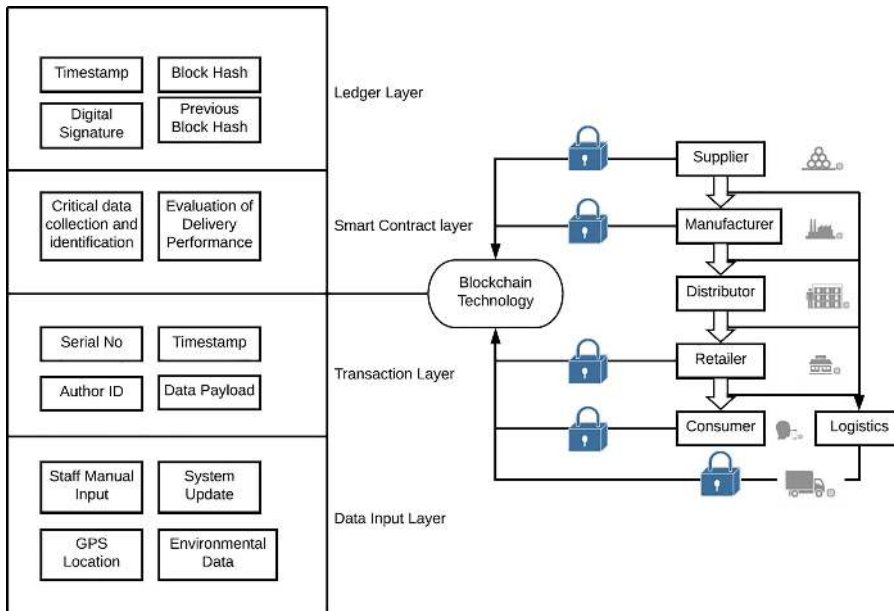 Timestamp
Block Hash
Digital
Signature
Previous
Block Hash
Ledger Layer
Critical data
collection and
identification
Evaluation of
Delivery
Performance
Smart Contract layer
Serial No
Timestamp
Author ID
Data Payload
Transaction Layer
Staff Manual
Input
System
Update
GPS
Location
Environmental
Data
Data Input Layer
Blockchain
Technology
Supplier
Manufacturer
Distributor
Retailer
Consumer
Logistics